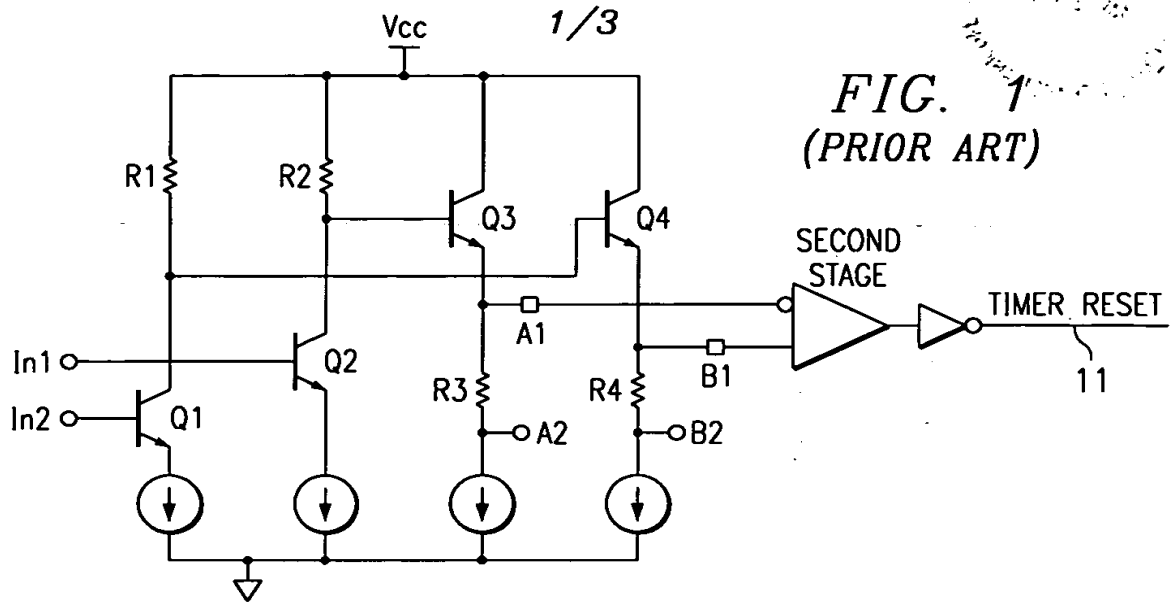 1/3
Vcc
FIG. 1
(PRIOR ART)
R1
R2
Q3
Q4
SECOND
STAGE
TIMER RESET
A1
In1
Q2
B1
11
R3
R4
In2
Q1
A2
B2